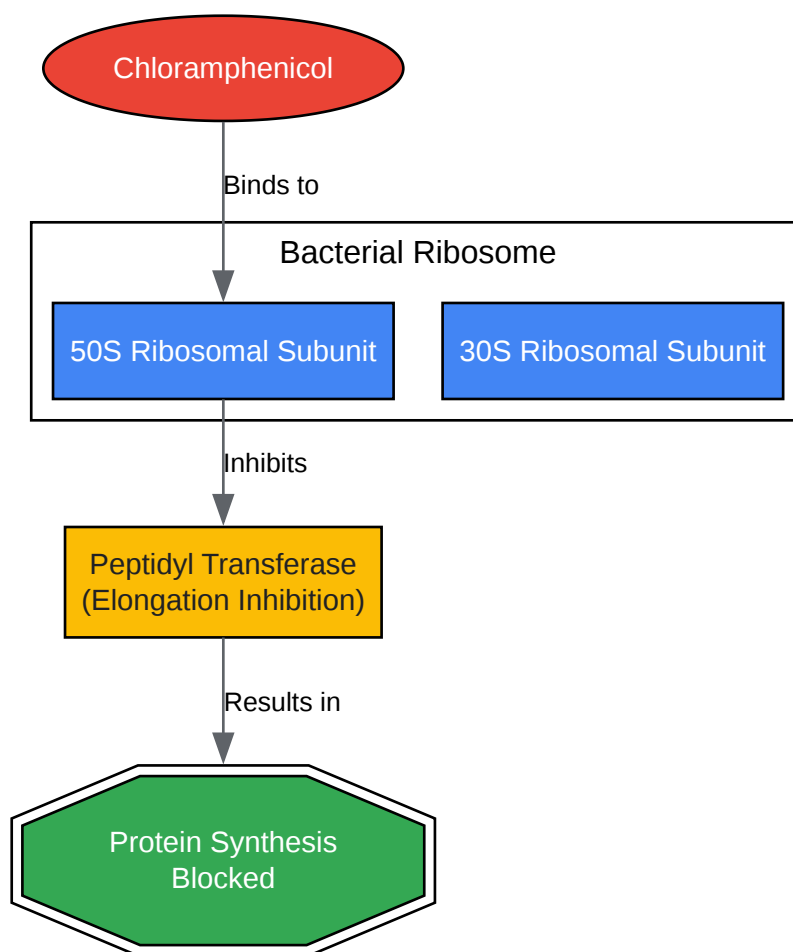 Chloramphenicol
Binds to
Bacterial Ribosome
50S Ribosomal Subunit
30S Ribosomal Subunit
Inhibits
Peptidyl Transferase
(Elongation Inhibition)
Results in
Protein Synthesis
Blocked